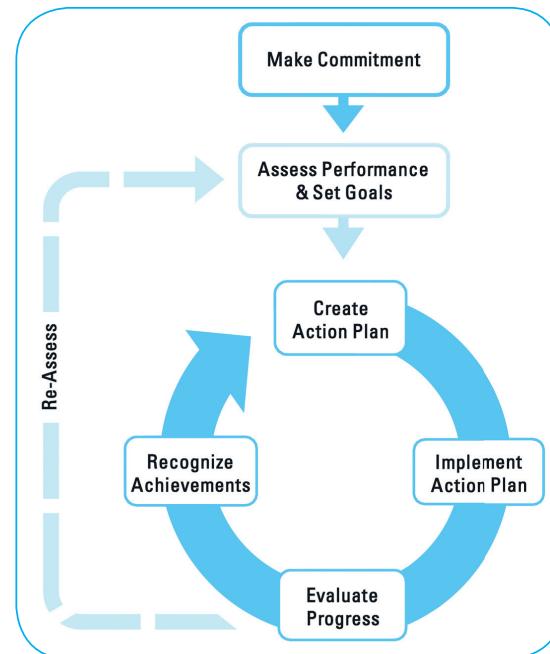 Make Commitment
Assess Performance
& Set Goals
Create
Action Plan
Re-Assess
Recognize
Achievements
Implement
Action Plan
Evaluate
Progress